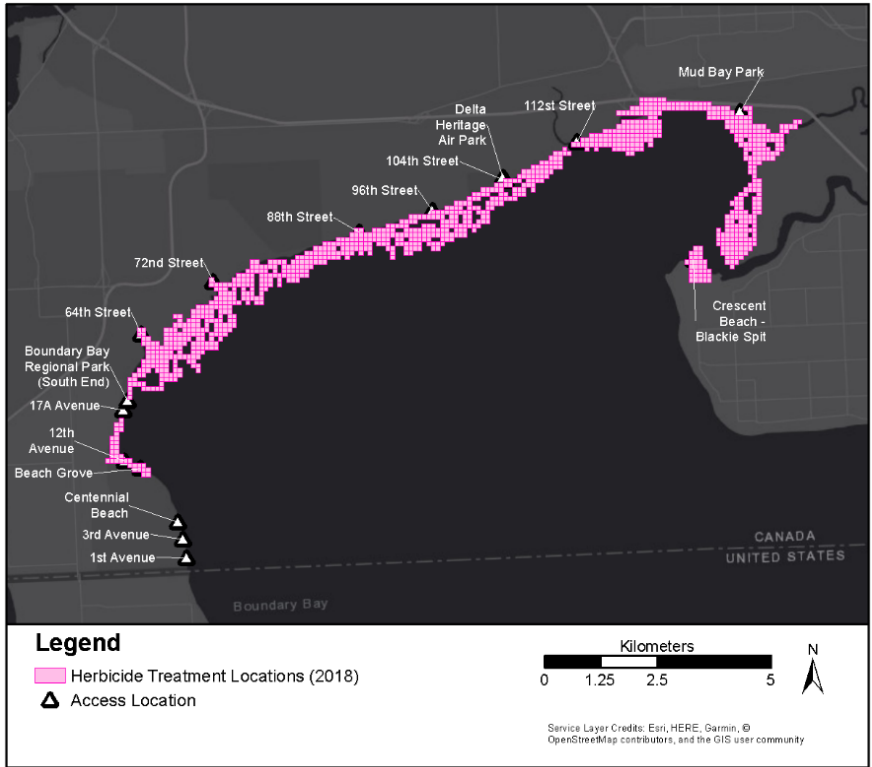 Mud Bay Park
112st Street
Delta
Heritage
Air Park
104th Street
96th Street
88th Street
72nd Street
64th Street
Boundary Bay
Regional Park
(South End)
17A Avenue
12th
Avenue
Beach Grove
Centennial
Beach
3rd Avenue
1st Avenue
Crescent
Beach -
Blackie Spit
CANADA
UNITED STATES
Boundary Bay
Legend
Herbicide Treatment Locations (2018)
Access Location
Kilometers
0 1.25 2.5 5
N
Service Layer Credits: Esri, HERE, Garmin, ©
OpenStreetMap contributors, and the GIS user community